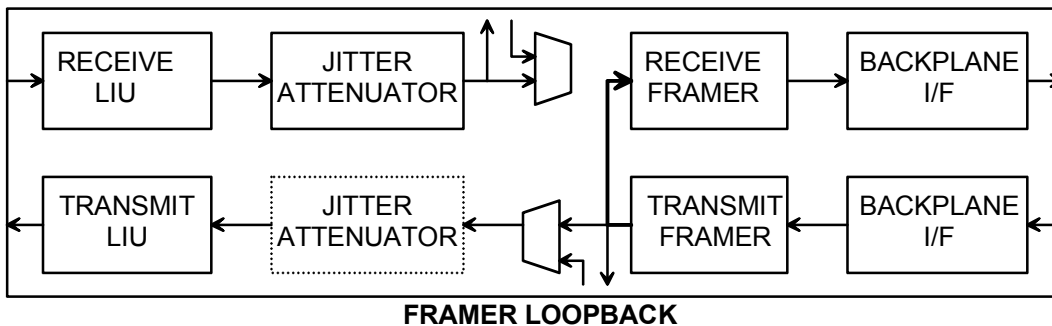 RECEIVE
LIU
JITTER
ATTENUATOR
RECEIVE
FRAMER
BACKPLANE
I/F
TRANSMIT
LIU
JITTER
ATTENUATOR
TRANSMIT
FRAMER
BACKPLANE
I/F
FRAMER LOOPBACK